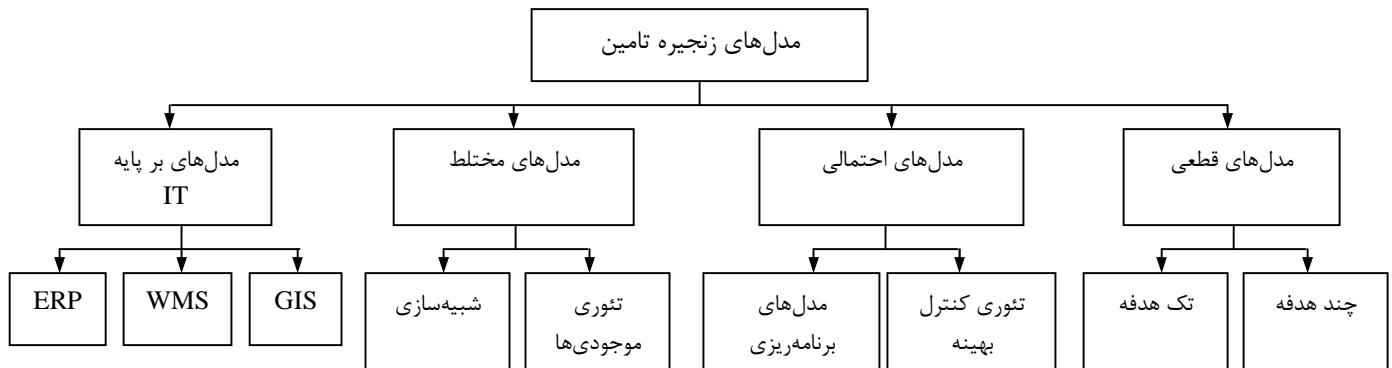 مدل‌های زنجیره تامین
مدل‌های قطعی
مدل‌های احتمالی
مدل‌های مختلط
مدل‌های بر پایه
IT
چند هدفه
تک هدفه
تئوری کنترل
بهینه
مدل‌های
برنامه‌ریزی
تئوری
موجودی‌ها
شبیه‌سازی
GIS
WMS
ERP